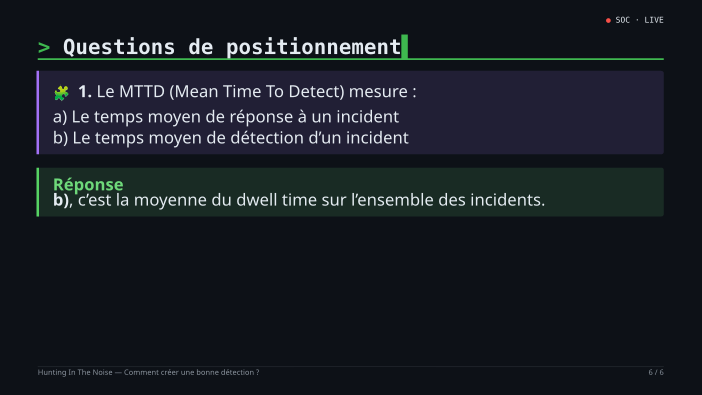 SOC · LIVE
> Questions de positionnement
1. Le MTTD (Mean Time To Detect) mesure :
a) Le temps moyen de réponse à un incident
b) Le temps moyen de détection d’un incident
Réponse
b), c’est la moyenne du dwell time sur l’ensemble des incidents.
Hunting In The Noise — Comment créer une bonne détection ?
6 / 6